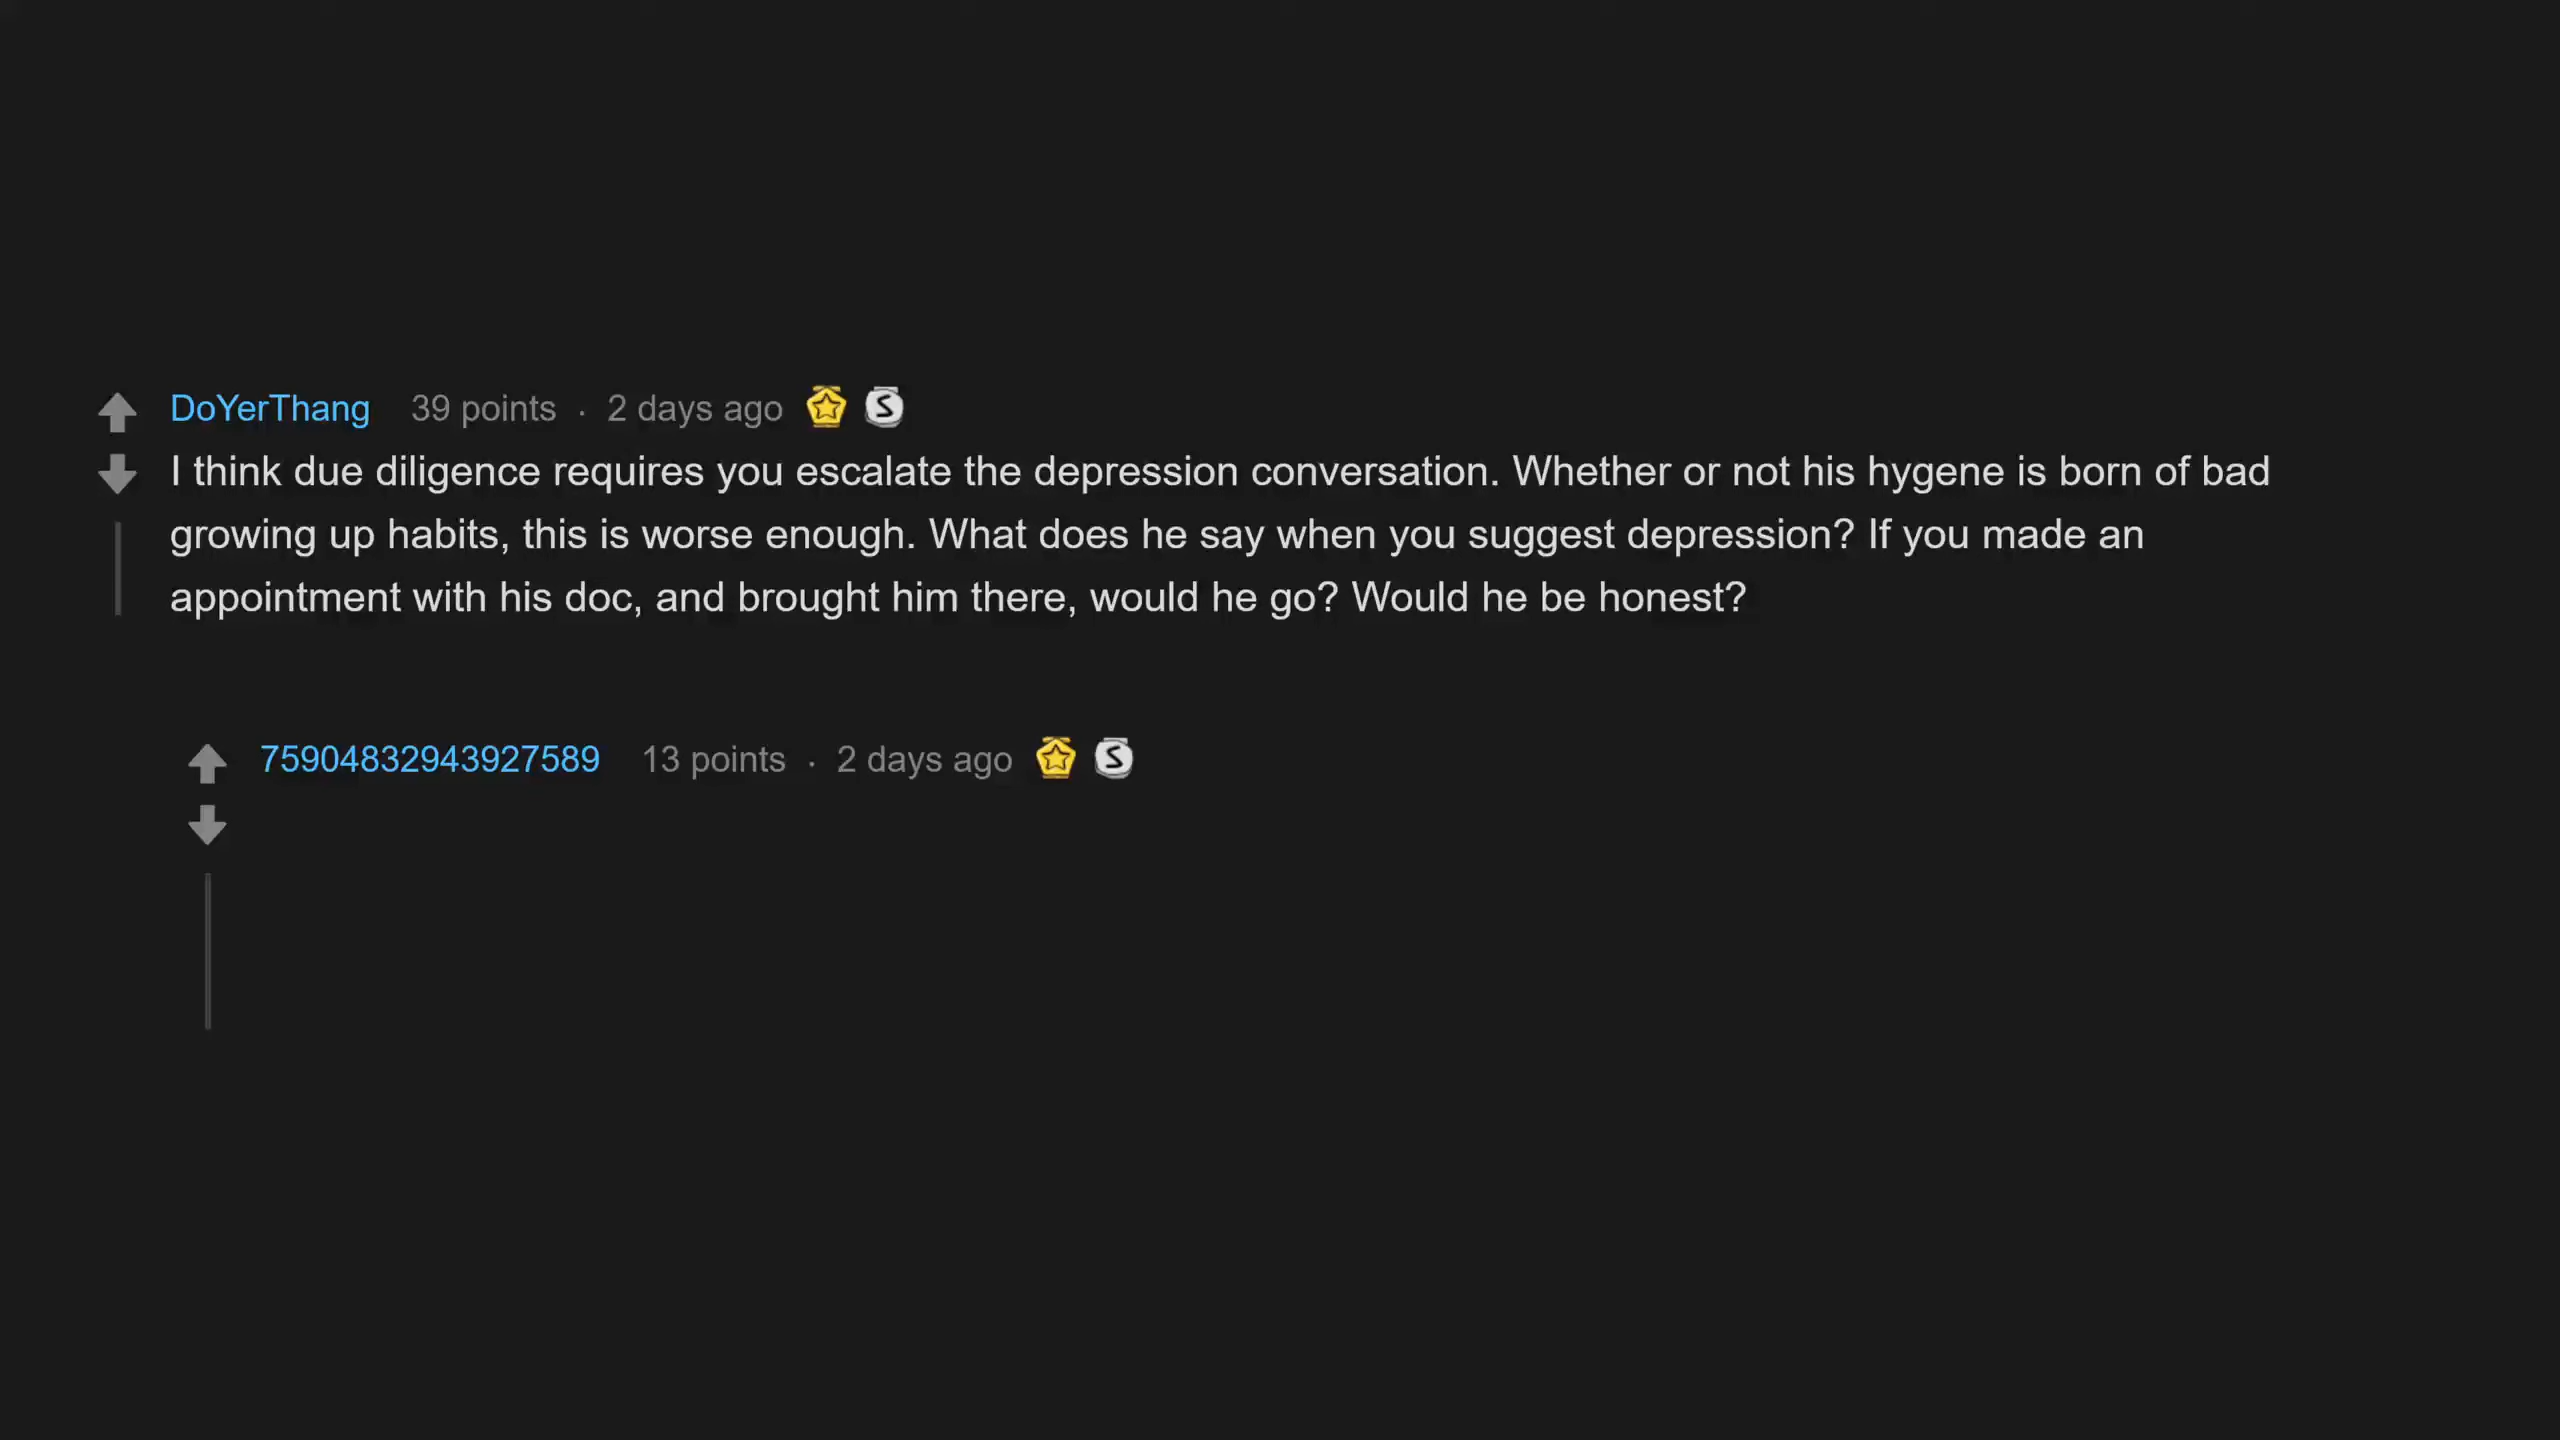 DoYerThang 39 points · 2 days ago S
I think due diligence requires you escalate the depression conversation. Whether or not his hygene is born of bad
growing up habits, this is worse enough. What does he say when you suggest depression? If you made an
appointment with his doc, and brought him there, would he go? Would he be honest?
75904832943927589 13 points · 2 days ago S